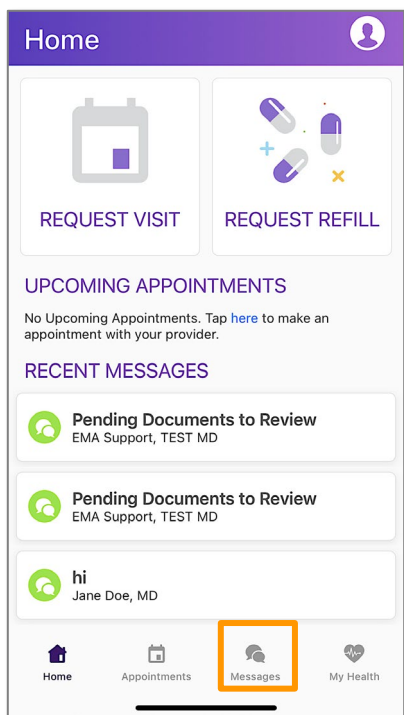 Home
REQUEST VISIT
REQUEST REFILL
UPCOMING APPOINTMENTS
No Upcoming Appointments. Tap here to make an
appointment with your provider.
RECENT MESSAGES
Pending Documents to Review
EMA Support, TEST MD
Pending Documents to Review
EMA Support, TEST MD
hi
Jane Doe, MD
Home
Appointments
Messages
My Health